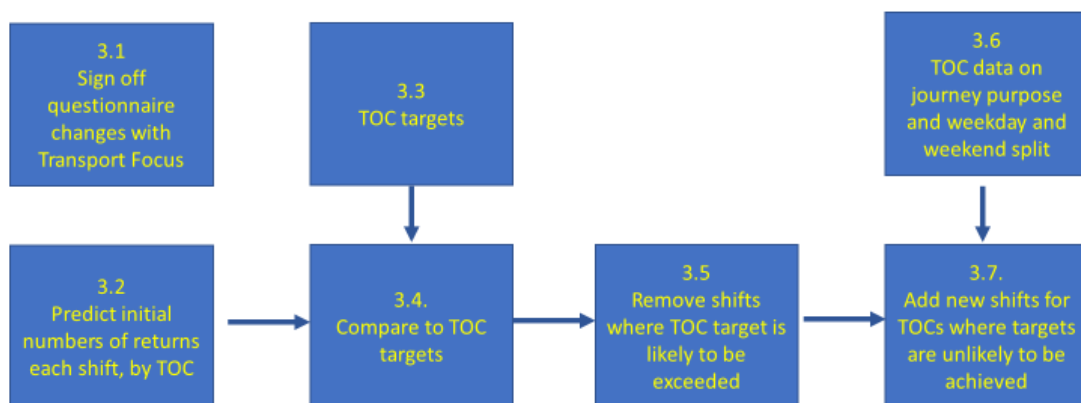 3.1
Sign off
questionnaire
changes with
Transport Focus
3.3
TOC targets
3.6
TOC data on
journey purpose
and weekday and
weekend split
3.2
Predict initial
numbers of returns
each shift, by TOC
3.4.
Compare to TOC
targets
3.5
Remove shifts
where TOC target is
likely to be
exceeded
3.7.
Add new shifts for
TOCs where targets
are unlikely to be
achieved